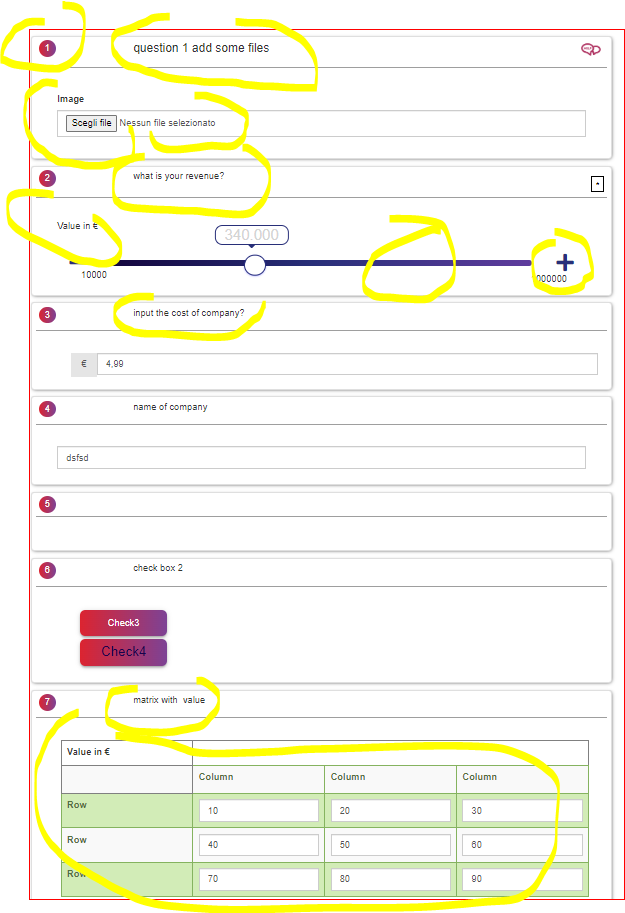 1 question 1 add some files
Image
Scegli file Nessun file selezionato
2 what is your revenue?
Value in €
340.000
10000 000000
3 input the cost of company?
€ 4,99
4 name of company
dsfsd
5
6 check box 2
Check3
Check4
7 matrix with value
Value in €
Column Column Column
Row 10 20 30
Row 40 50 60
Row 70 80 90